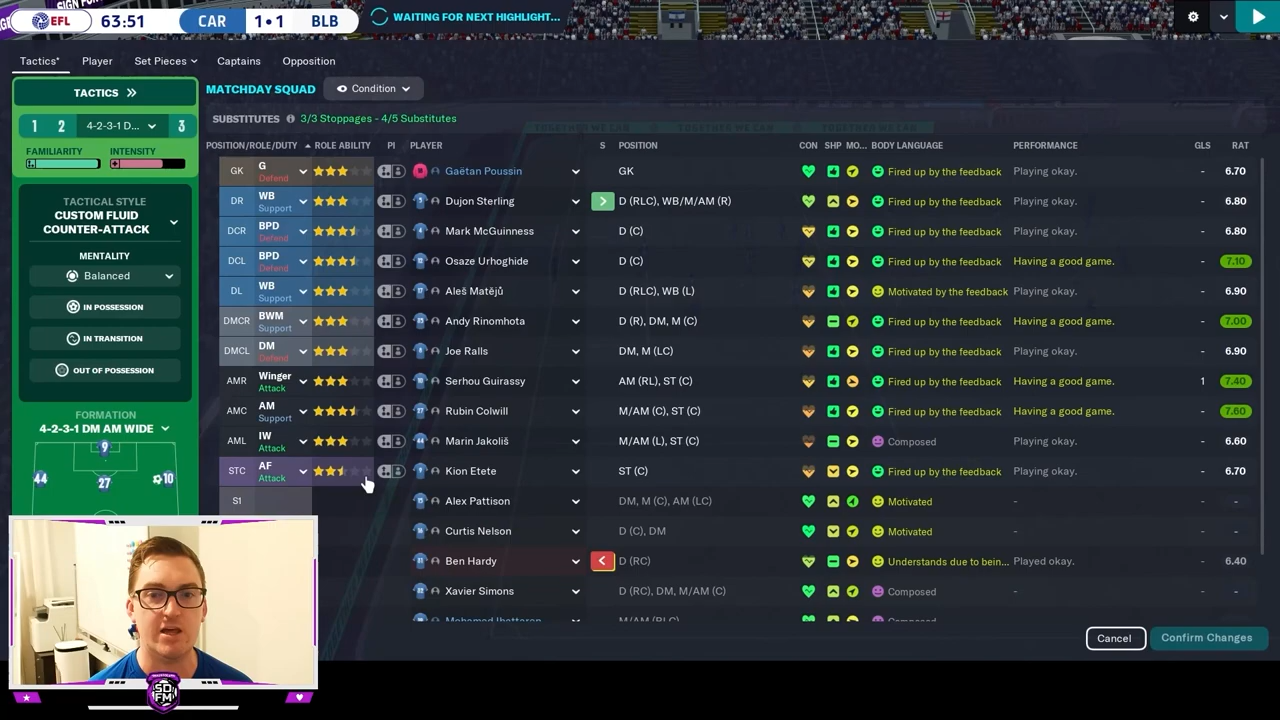 SIGN FOR
EFL 63:51 CAR 1 - 1 BLB WAITING FOR NEXT HIGHLIGHT...
Tactics* Player Set Pieces Captains Opposition
TACTICS
MATCHDAY SQUAD Condition
1 2 4-2-3-1 D... 3
SUBSTITUTES 3/3 Stoppages - 4/5 Substitutes
FAMILIARITY INTENSITY
POSITION/ROLE/DUTY ROLE ABILITY PI PLAYER S POSITION CON SHP MO... BODY LANGUAGE PERFORMANCE GLS RAT
GK G Defend Gaëtan Poussin GK Fired up by the feedback Playing okay. - 6.70
DR WB Support Dujon Sterling D (RLC), WB/M/AM (R) Fired up by the feedback Playing okay. - 6.80
DCR BPD Defend Mark McGuinness D (C) Fired up by the feedback Playing okay. - 6.80
DCL BPD Defend Osaze Urhoghide D (C) Fired up by the feedback Having a good game. - 7.10
DL WB Support Aleš Matějů D (RLC), WB (L) Motivated by the feedback Playing okay. - 6.90
DMCR BWM Support Andy Rinomhota D (R), DM, M (C) Fired up by the feedback Having a good game. - 7.00
DMCL DM Defend Joe Ralls DM, M (LC) Fired up by the feedback Playing okay. - 6.90
AMR Winger Attack Serhou Guirassy AM (RL), ST (C) Fired up by the feedback Having a good game. 1 7.40
AMC AM Support Rubin Colwill M/AM (C), ST (C) Fired up by the feedback Having a good game. - 7.60
AML IW Attack Marin Jakoliš M/AM (L), ST (C) Composed Playing okay. - 6.60
STC AF Attack Kion Etete ST (C) Fired up by the feedback Playing okay. - 6.70
S1 Alex Pattison DM, M (C), AM (LC) Motivated - - -
Curtis Nelson D (C), DM Motivated - - -
Ben Hardy D (RC) Understands due to bein... Played okay. - 6.40
Xavier Simons D (RC), DM, M/AM (C) Composed - - -
TACTICAL STYLE
CUSTOM FLUID
COUNTER-ATTACK
MENTALITY
Balanced
IN POSSESSION
IN TRANSITION
OUT OF POSSESSION
FORMATION
4-2-3-1 DM AM WIDE
9
44 27 10
Cancel Confirm Changes
SD
FM